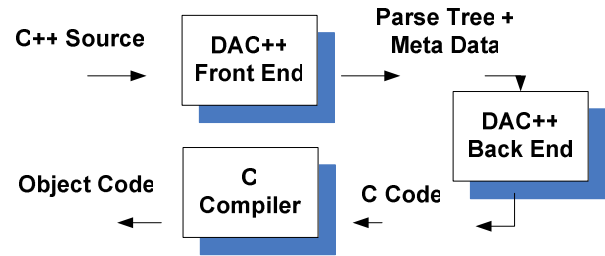 C++ Source
DAC++
Front End
Parse Tree +
Meta Data
DAC++
Back End
C Code
C
Compiler
Object Code